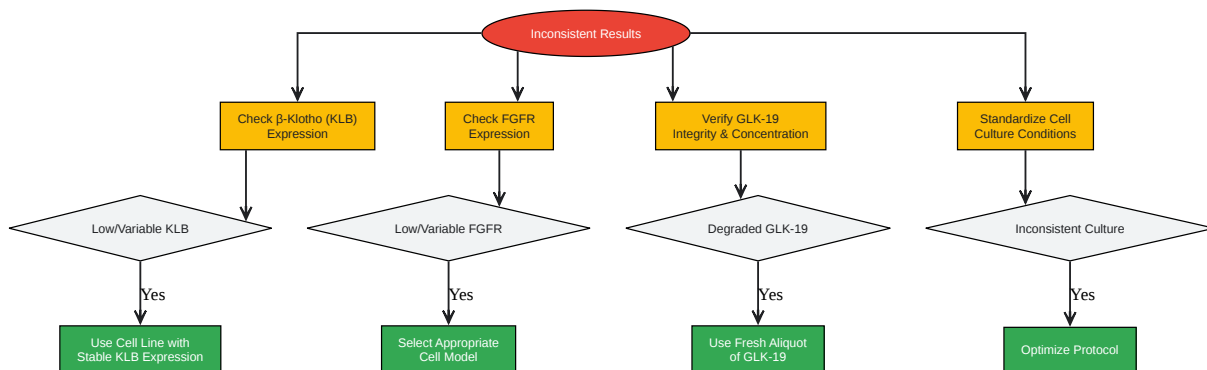 Inconsistent Results
Check β-Klotho (KLB)
Expression
Check FGFR
Expression
Verify GLK-19
Integrity & Concentration
Standardize Cell
Culture Conditions
Low/Variable KLB
Low/Variable FGFR
Degraded GLK-19
Inconsistent Culture
Yes
Yes
Yes
Yes
Use Cell Line with
Stable KLB Expression
Select Appropriate
Cell Model
Use Fresh Aliquot
of GLK-19
Optimize Protocol